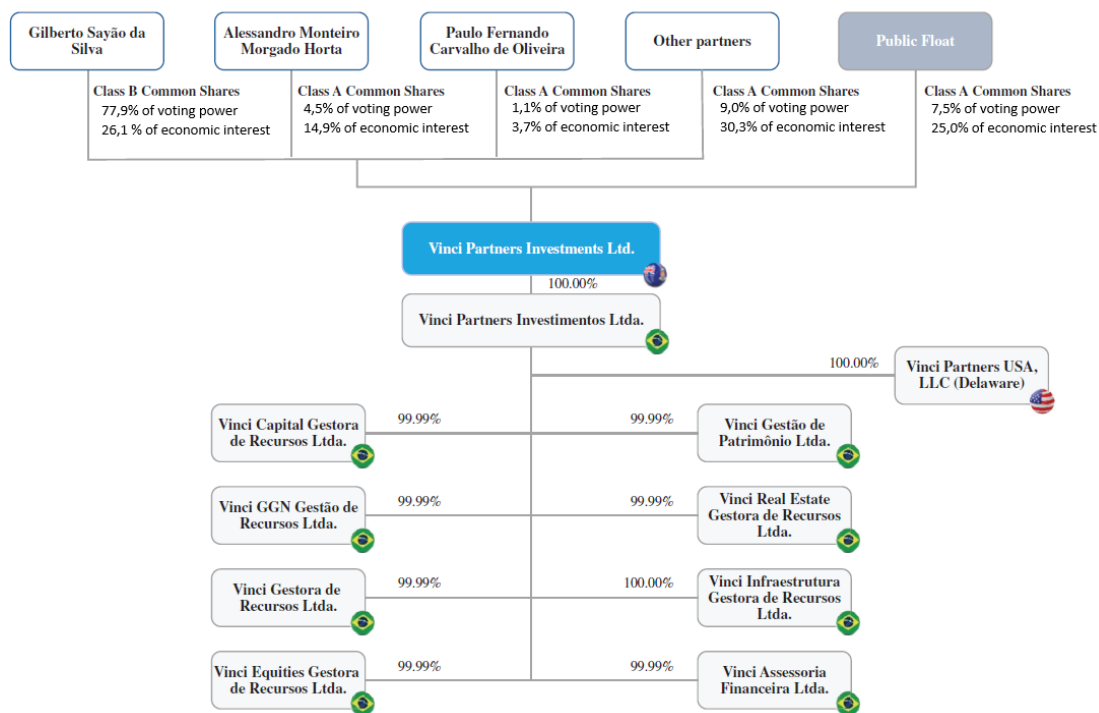 Gilberto Sayão da
Silva
Alessandro Monteiro
Morgado Horta
Paulo Fernando
Carvalho de Oliveira
Other partners
Public Float
Class B Common Shares
77,9% of voting power
26,1 % of economic interest
Class A Common Shares
4,5% of voting power
14,9% of economic interest
Class A Common Shares
1,1% of voting power
3,7% of economic interest
Class A Common Shares
9,0% of voting power
30,3% of economic interest
Class A Common Shares
7,5% of voting power
25,0% of economic interest
Vinci Partners Investments Ltd.
100.00%
Vinci Partners Investimentos Ltda.
100.00%
Vinci Partners USA,
LLC (Delaware)
Vinci Capital Gestora
de Recursos Ltda.
99.99%
99.99%
Vinci Gestão de
Patrimônio Ltda.
Vinci GGN Gestão de
Recursos Ltda.
99.99%
99.99%
Vinci Real Estate
Gestora de Recursos
Ltda.
Vinci Gestora de
Recursos Ltda.
99.99%
100.00%
Vinci Infraestrutura
Gestora de Recursos
Ltda.
Vinci Equities Gestora
de Recursos Ltda.
99.99%
99.99%
Vinci Assessoria
Financeira Ltda.